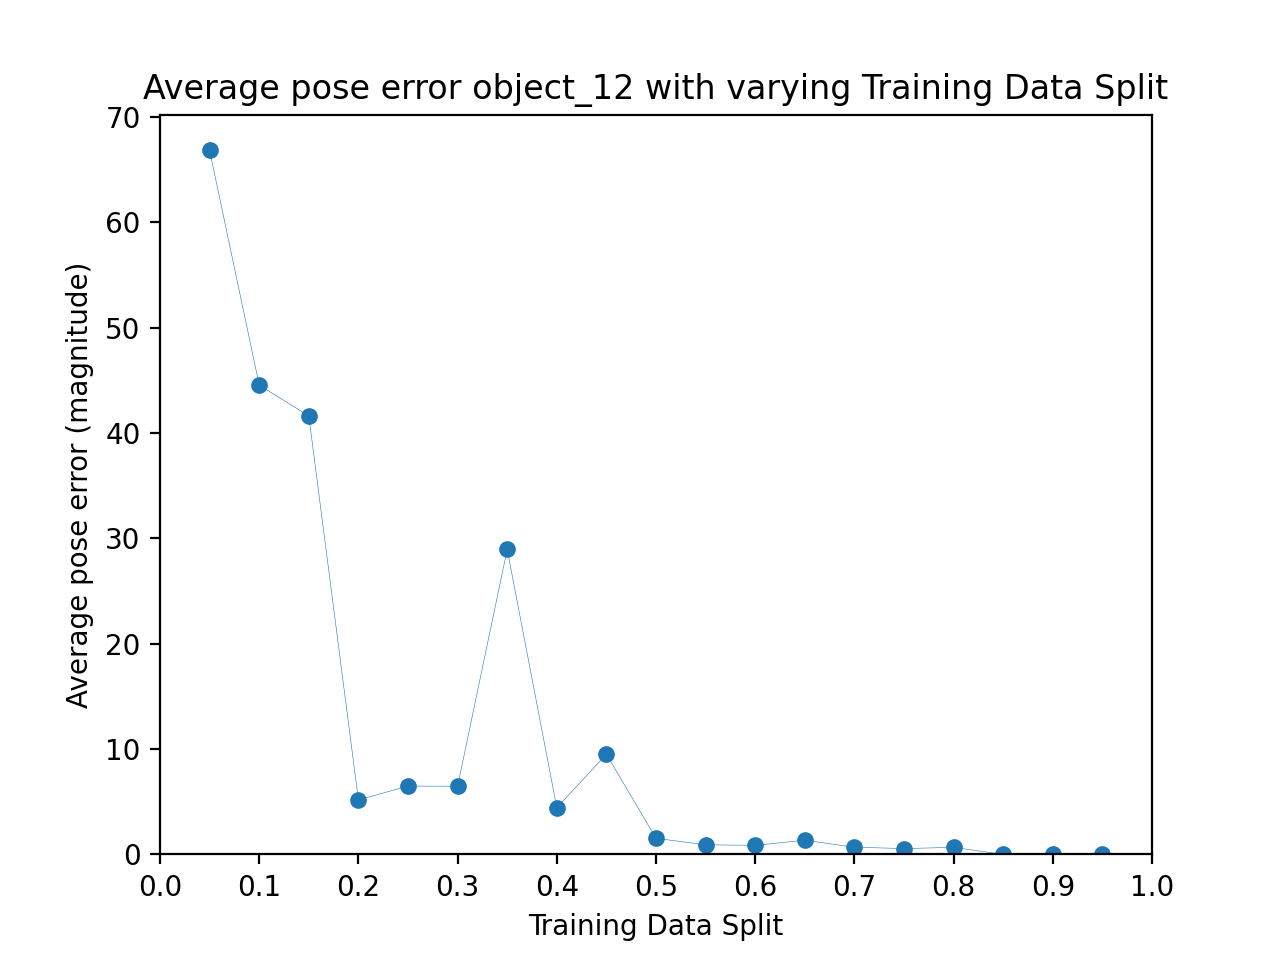 Average pose error object_12 with varying Training Data Split
Average pose error (magnitude)
70
60
50
40
30
20
10
0
0.0 0.1 0.2 0.3 0.4 0.5 0.6 0.7 0.8 0.9 1.0
Training Data Split